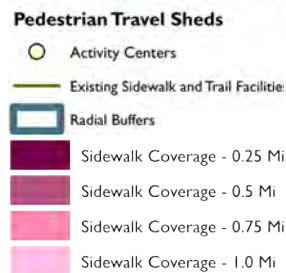 Pedestrian Travel Sheds
Activity Centers
Existing Sidewalk and Trail Facilities
Radial Buffers
Sidewalk Coverage - 0.25 Mi
Sidewalk Coverage - 0.5 Mi
Sidewalk Coverage - 0.75 Mi
Sidewalk Coverage - 1.0 Mi